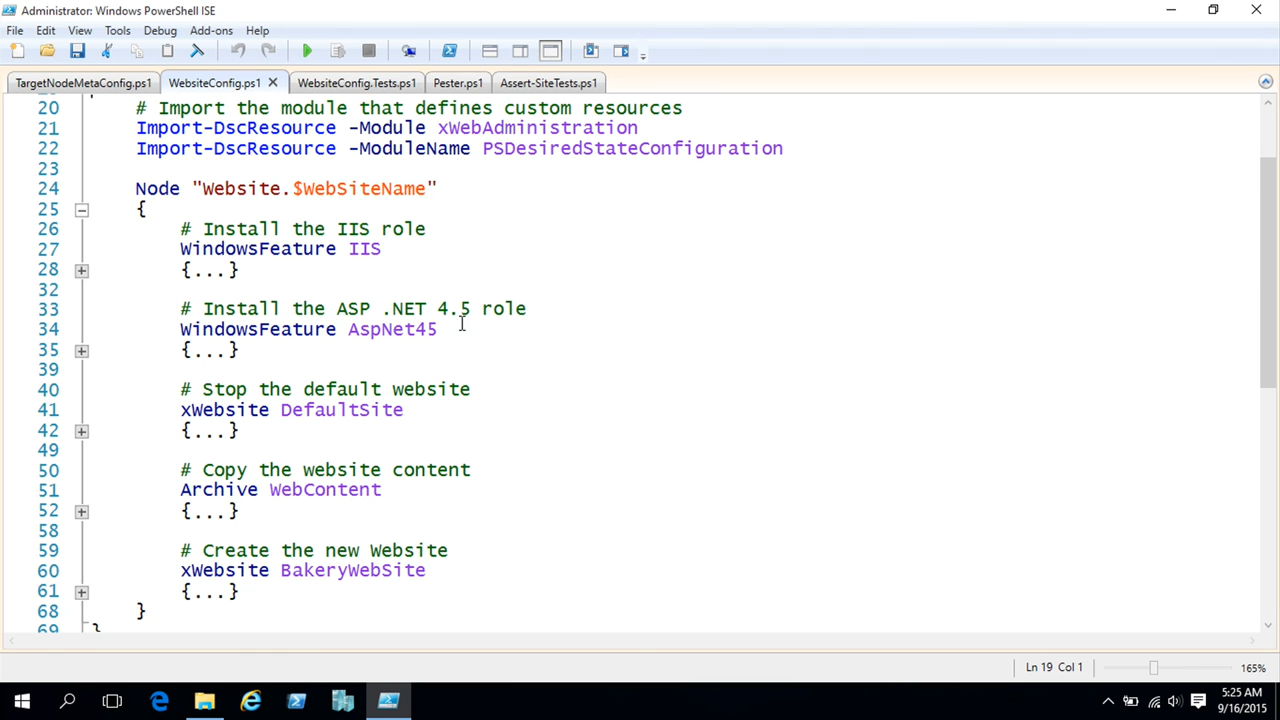 Administrator: Windows PowerShell ISE
File Edit View Tools Debug Add-ons Help
TargetNodeMetaConfig.ps1 WebsiteConfig.ps1 WebsiteConfig.Tests.ps1 Pester.ps1 Assert-SiteTests.ps1
20 # Import the module that defines custom resources
21 Import-DscResource -Module xWebAdministration
22 Import-DscResource -ModuleName PSDesiredStateConfiguration
23
24 Node "Website.$WebSiteName"
25 {
26 # Install the IIS role
27 WindowsFeature IIS
28 {...}
32
33 # Install the ASP .NET 4.5 role
34 WindowsFeature AspNet45
35 {...}
39
40 # Stop the default website
41 xWebsite DefaultSite
42 {...}
49
50 # Copy the website content
51 Archive WebContent
52 {...}
58
59 # Create the new Website
60 xWebsite BakeryWebSite
61 {...}
68 }
69 }
Ln 19 Col 1 165%
5:25 AM
9/16/2015